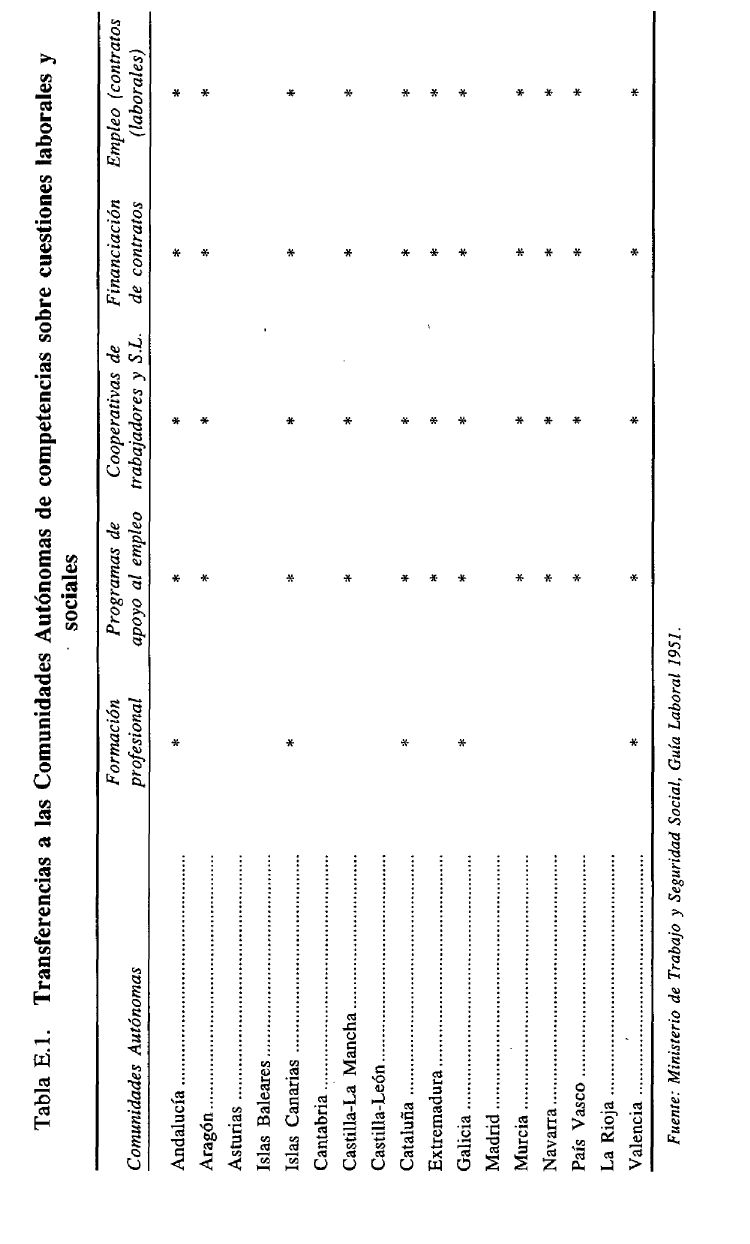 Tabla E.1. Transferencias a las Comunidades Autónomas de competencias sobre cuestiones laborales y
sociales
Comunidades Autónomas Formación profesional Programas de apoyo al empleo Cooperativas de trabajadores y S.L. Financiación de contratos Empleo (contratos (laborales)
Andalucía * * * * *
Aragón * * * *
Asturias
Islas Baleares
Islas Canarias * * * * *
Cantabria
Castilla-La Mancha * * * *
Castilla-León
Cataluña * * * * *
Extremadura * * * *
Galicia * * * * *
Madrid
Murcia * * * *
Navarra * * * *
País Vasco * * * *
La Rioja
Valencia * * * * *
Fuente: Ministerio de Trabajo y Seguridad Social, Guía Laboral 1951.